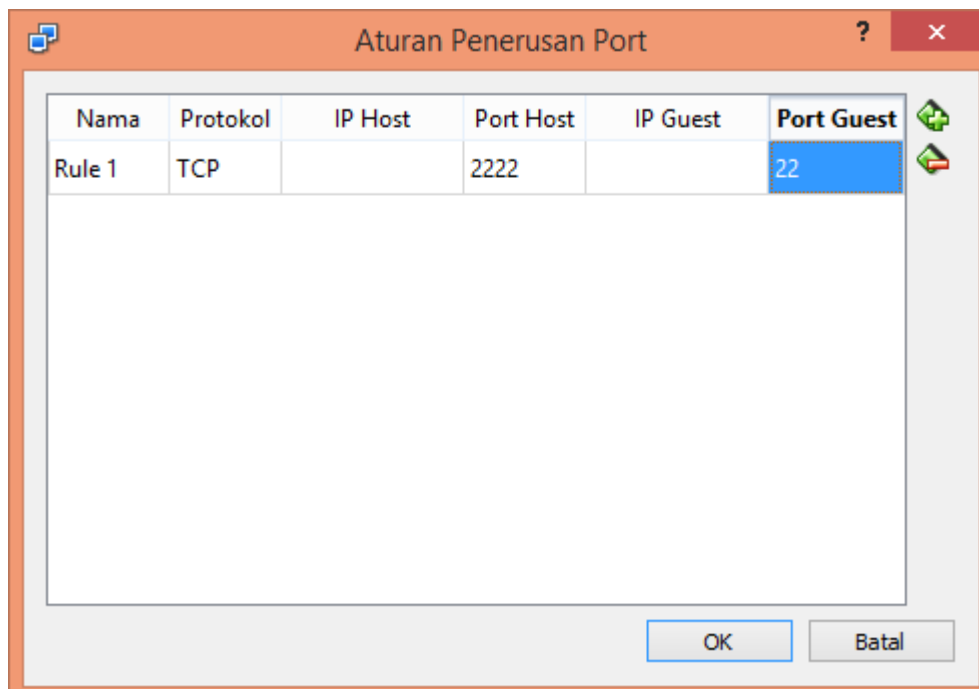 Aturan Penerusan Port ?
Nama Protokol IP Host Port Host IP Guest Port Guest
Rule 1 TCP 2222 22
OK Batal